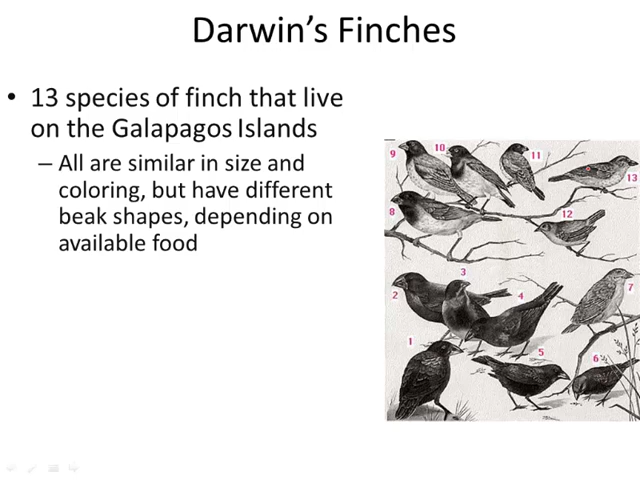 Darwin's Finches
• 13 species of finch that live
on the Galapagos Islands
– All are similar in size and
coloring, but have different
beak shapes, depending on
available food
9
10
11
13
8
12
3
2
4
7
1
5
6